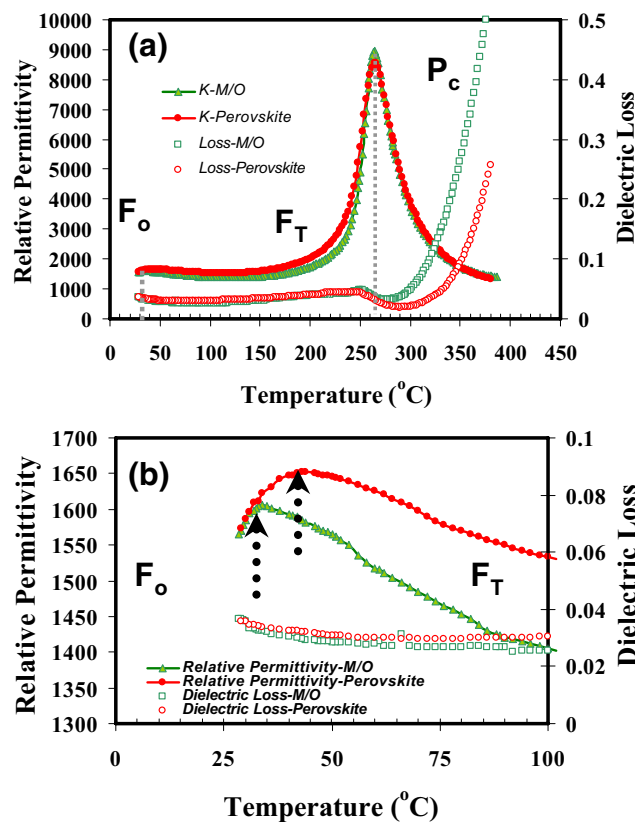 (a)
10000
9000
8000
7000
6000
5000
4000
3000
2000
1000
0
Relative Permittivity
K-M/O
K-Perovskite
Loss-M/O
Loss-Perovskite
Fo
FT
Pc
0.5
0.4
0.3
0.2
0.1
0.0
Dielectric Loss
0 50 100 150 200 250 300 350 400 450
Temperature (oC)
(b)
1700
1650
1600
1550
1500
1450
1400
1350
1300
Relative Permittivity
Fo
FT
Relative Permittivity-M/O
Relative Permittivity-Perovskite
Dielectric Loss-M/O
Dielectric Loss-Perovskite
0.1
0.08
0.06
0.04
0.02
0
Dielectric Loss
0 25 50 75 100
Temperature (oC)